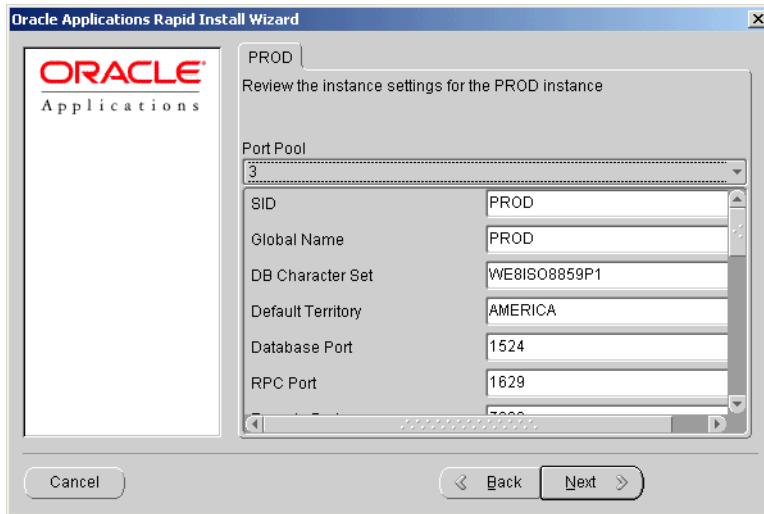 Oracle Applications Rapid Install Wizard
ORACLE
Applications
PROD
Review the instance settings for the PROD instance
Port Pool
3
SID PROD
Global Name PROD
DB Character Set WE8ISO8859P1
Default Territory AMERICA
Database Port 1524
RPC Port 1629
Cancel Back Next